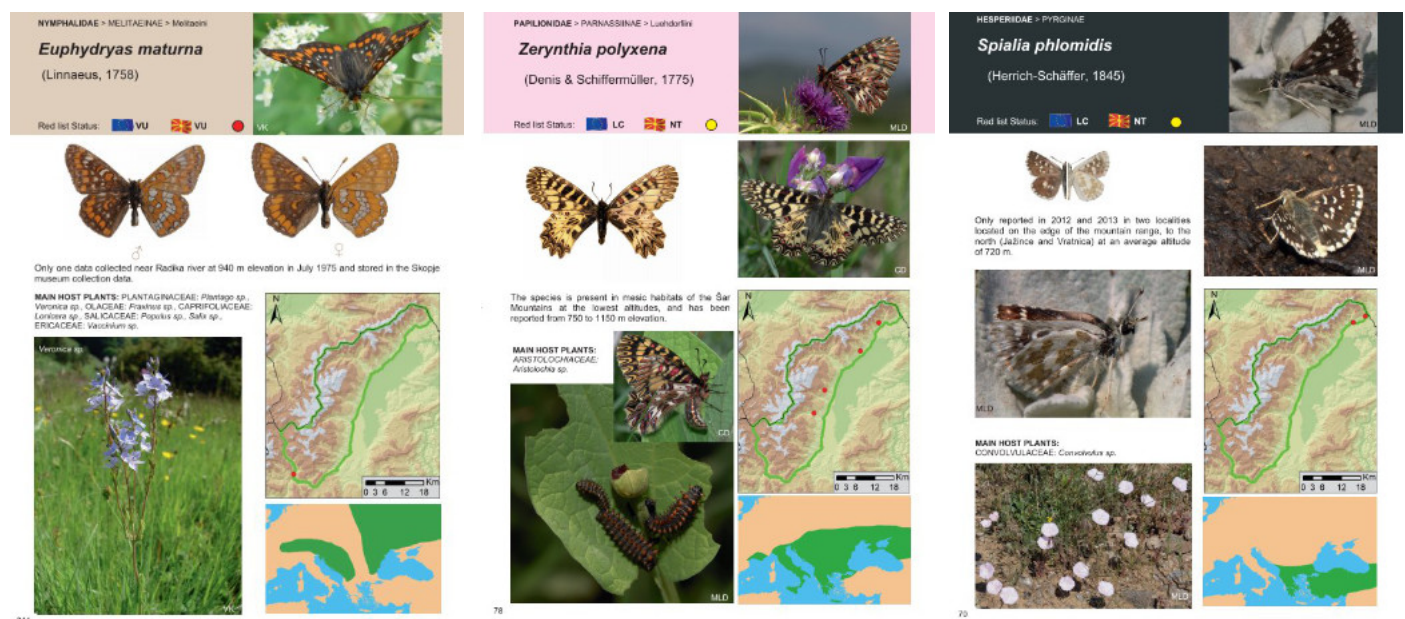 NYMPHALIDAE > MELITAEINAE > Melitaeini
Euphydryas maturna
(Linnaeus, 1758)
Red list Status: VU VU
VK
♂ ♀
Only one data collected near Radika river at 940 m elevation in July 1975 and stored in the Skopje
museum collection data.
MAIN HOST PLANTS: PLANTAGINACEAE: Plantago sp.,
Veronica sp., OLACEAE: Fraxinus sp., CAPRIFOLIACEAE:
Lonicera sp., SALICACEAE: Populus sp., Salix sp.,
ERICACEAE: Vaccinium sp.
Veronica sp.
VK
N
Km
0 3 6 12 18
PAPILIONIDAE > PARNASSIINAE > Luehdorfiini
Zerynthia polyxena
(Denis & Schiffermüller, 1775)
Red list Status: LC NT
MLD
CD
The species is present in mesic habitats of the Šar
Mountains at the lowest altitudes, and has been
reported from 750 to 1150 m elevation.
MAIN HOST PLANTS:
ARISTOLOCHIACEAE:
Aristolochia sp.
CD
MLD
N
Km
0 3 6 12 18
78
HESPERIIDAE > PYRGINAE
Spialia phlomidis
(Herrich-Schäffer, 1845)
Red list Status: LC NT
MLD
MLD
Only reported in 2012 and 2013 in two localities
located on the edge of the mountain range, to the
north (Jažince and Vratnica) at an average altitude
of 720 m.
MLD
MAIN HOST PLANTS:
CONVOLVULACEAE: Convolvolus sp.
MLD
N
Km
0 3 6 12 18
79